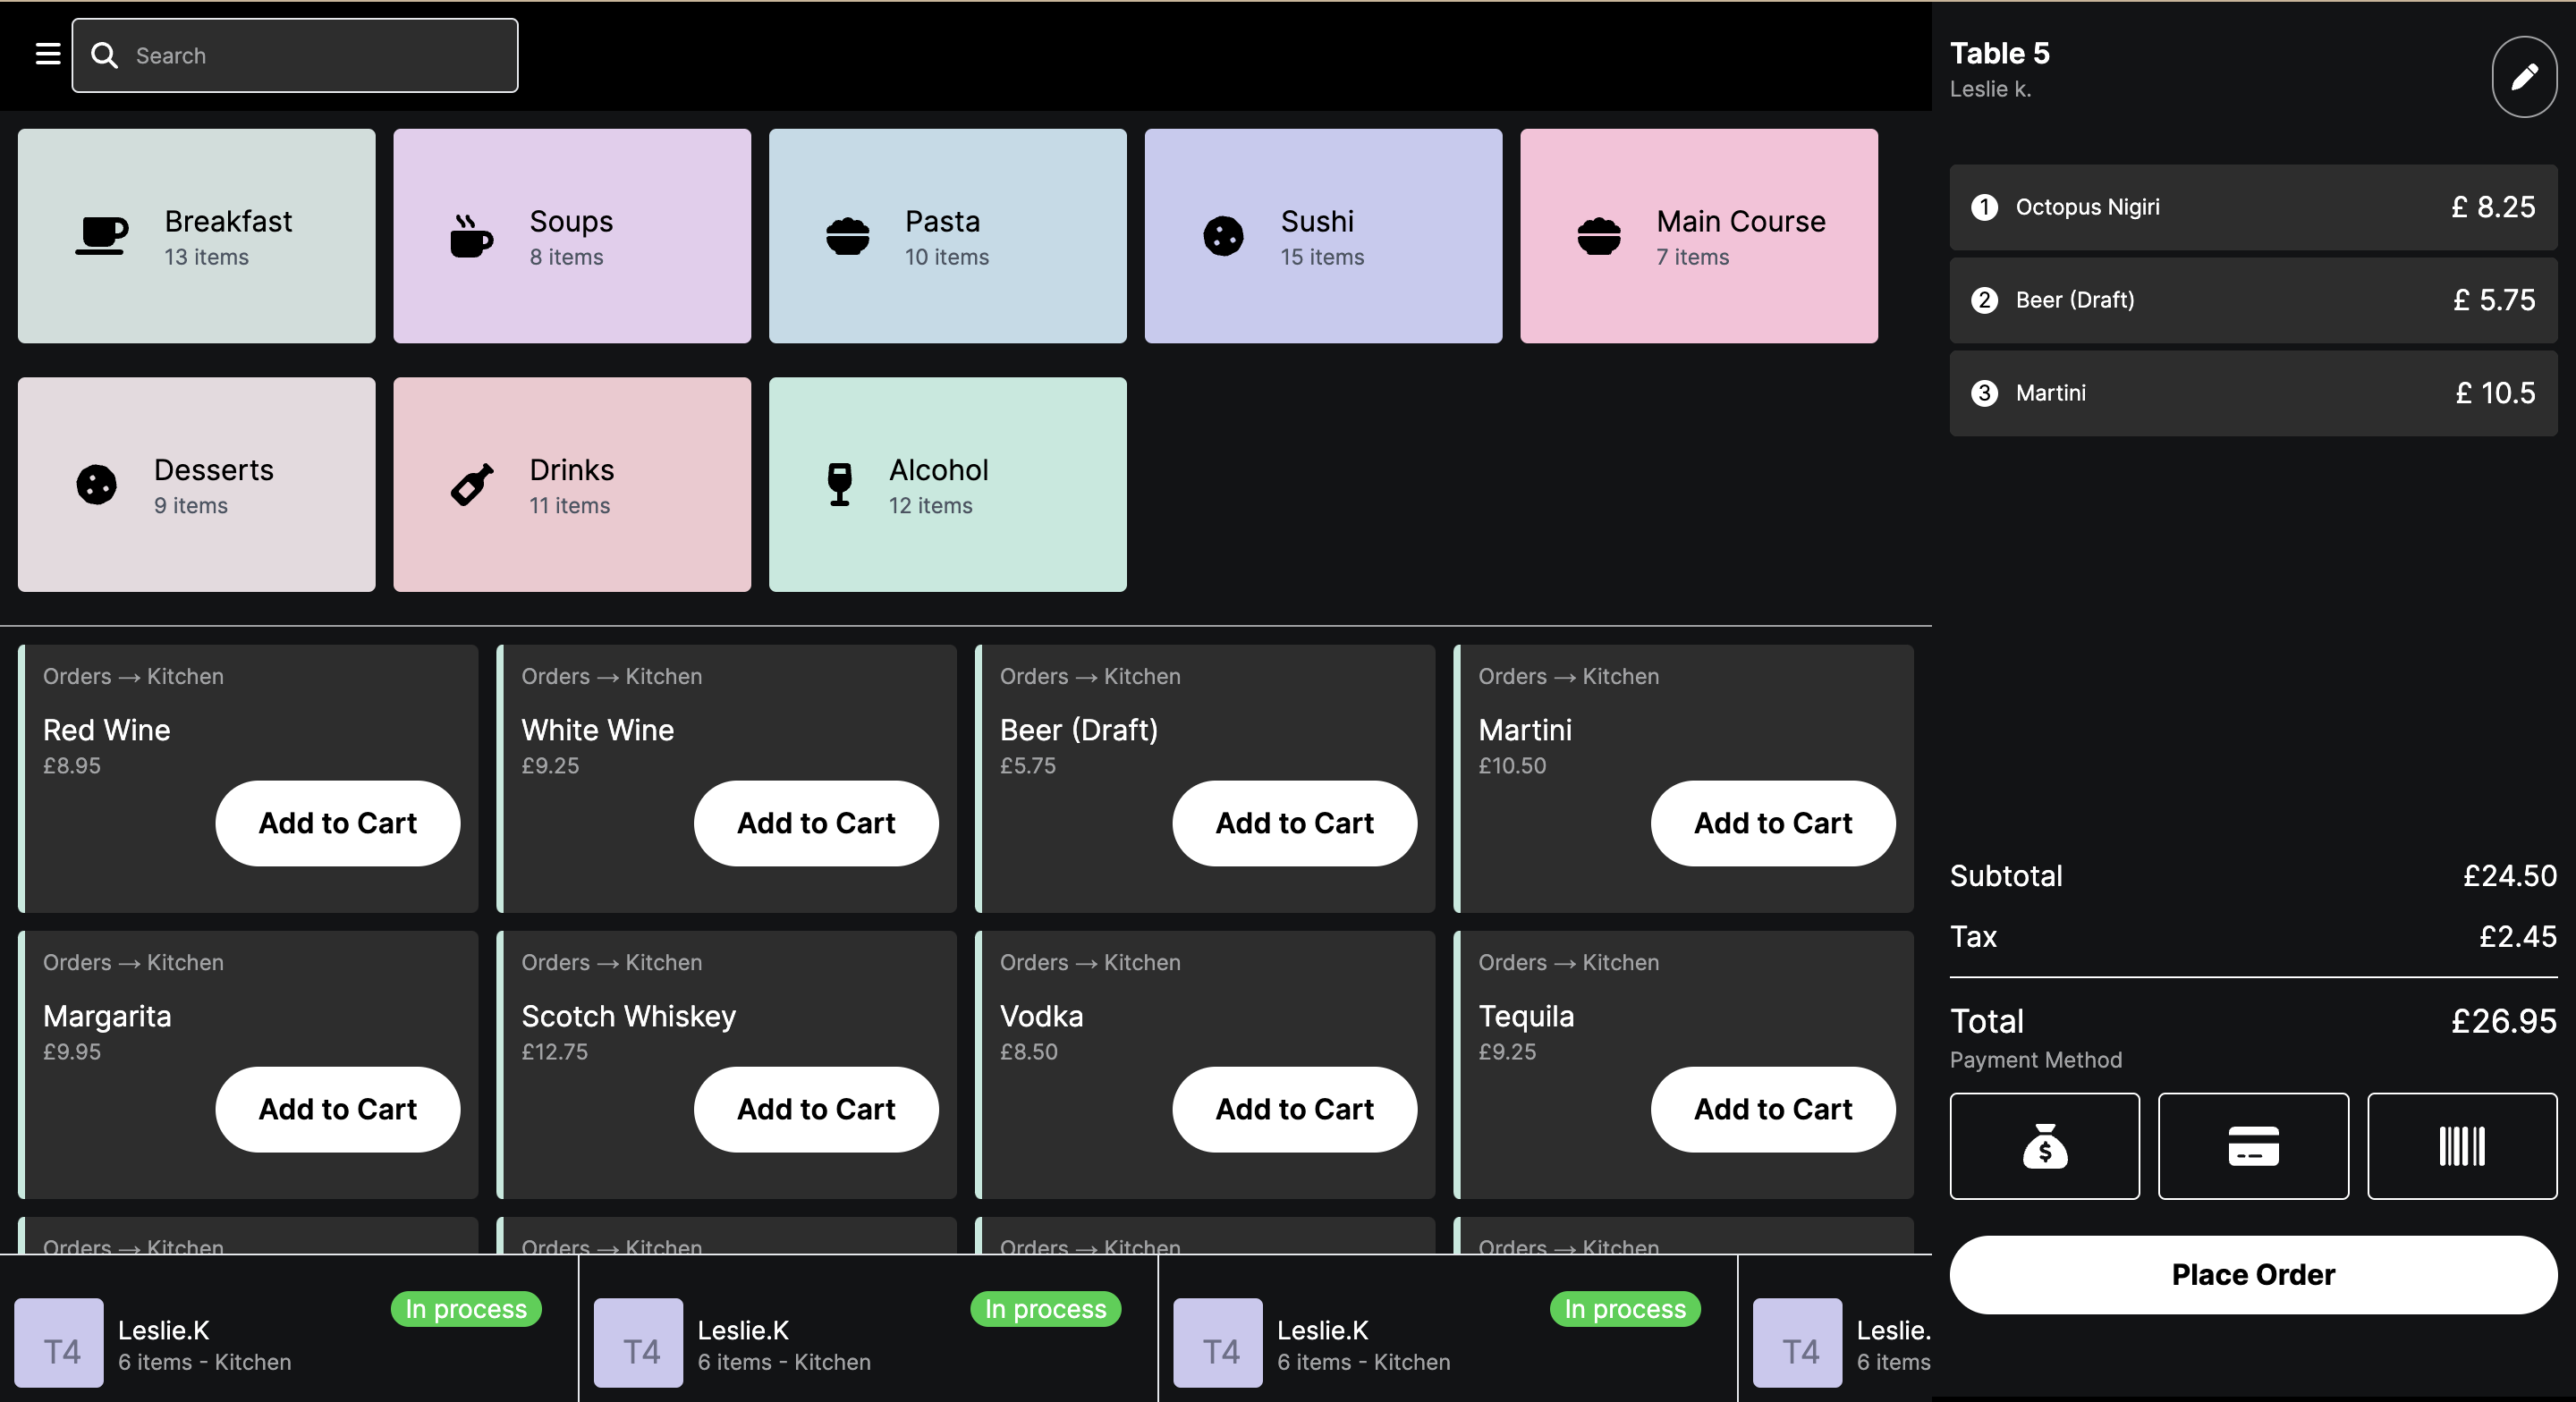 Search
Breakfast
13 items
Soups
8 items
Pasta
10 items
Sushi
15 items
Main Course
7 items
Desserts
9 items
Drinks
11 items
Alcohol
12 items
Orders → Kitchen
Red Wine
£8.95
Add to Cart
Orders → Kitchen
White Wine
£9.25
Add to Cart
Orders → Kitchen
Beer (Draft)
£5.75
Add to Cart
Orders → Kitchen
Martini
£10.50
Add to Cart
Orders → Kitchen
Margarita
£9.95
Add to Cart
Orders → Kitchen
Scotch Whiskey
£12.75
Add to Cart
Orders → Kitchen
Vodka
£8.50
Add to Cart
Orders → Kitchen
Tequila
£9.25
Add to Cart
Orders → Kitchen
Orders → Kitchen
Orders → Kitchen
Orders → Kitchen
T4
Leslie.K
6 items - Kitchen
In process
T4
Leslie.K
6 items - Kitchen
In process
T4
Leslie.K
6 items - Kitchen
In process
T4
Leslie.
6 items
Table 5
Leslie k.
1 Octopus Nigiri £ 8.25
2 Beer (Draft) £ 5.75
3 Martini £ 10.5
Subtotal £24.50
Tax £2.45
Total £26.95
Payment Method
$
Place Order